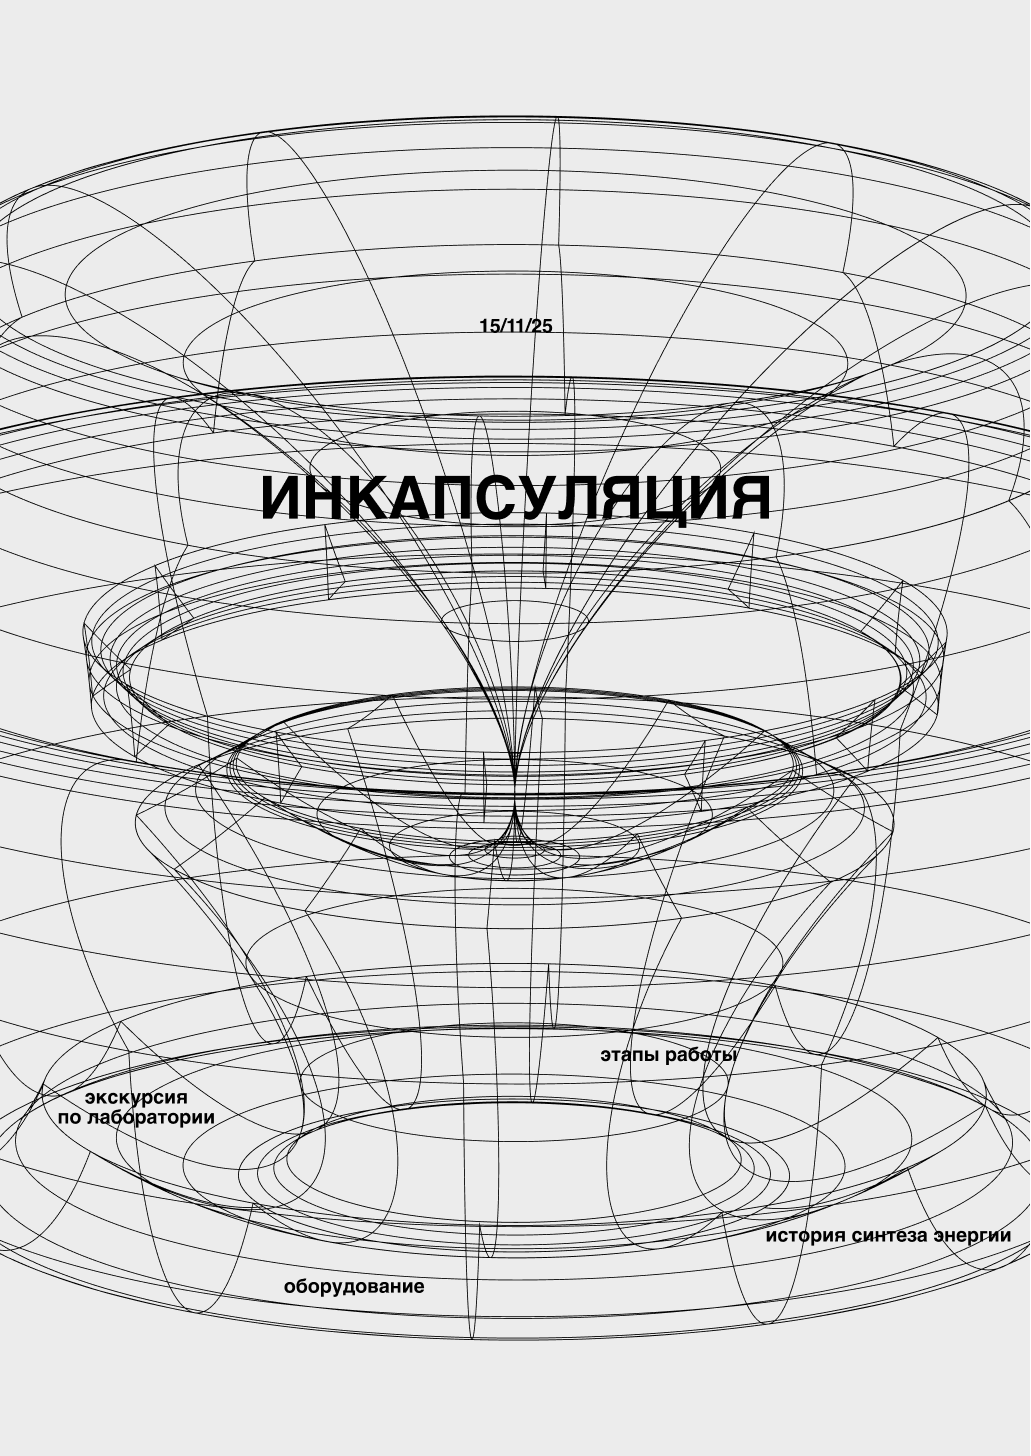 15/11/25
ИНКАПСУЛЯЦИЯ
этапы работы
экскурсия
по лаборатории
история синтеза энергии
оборудование